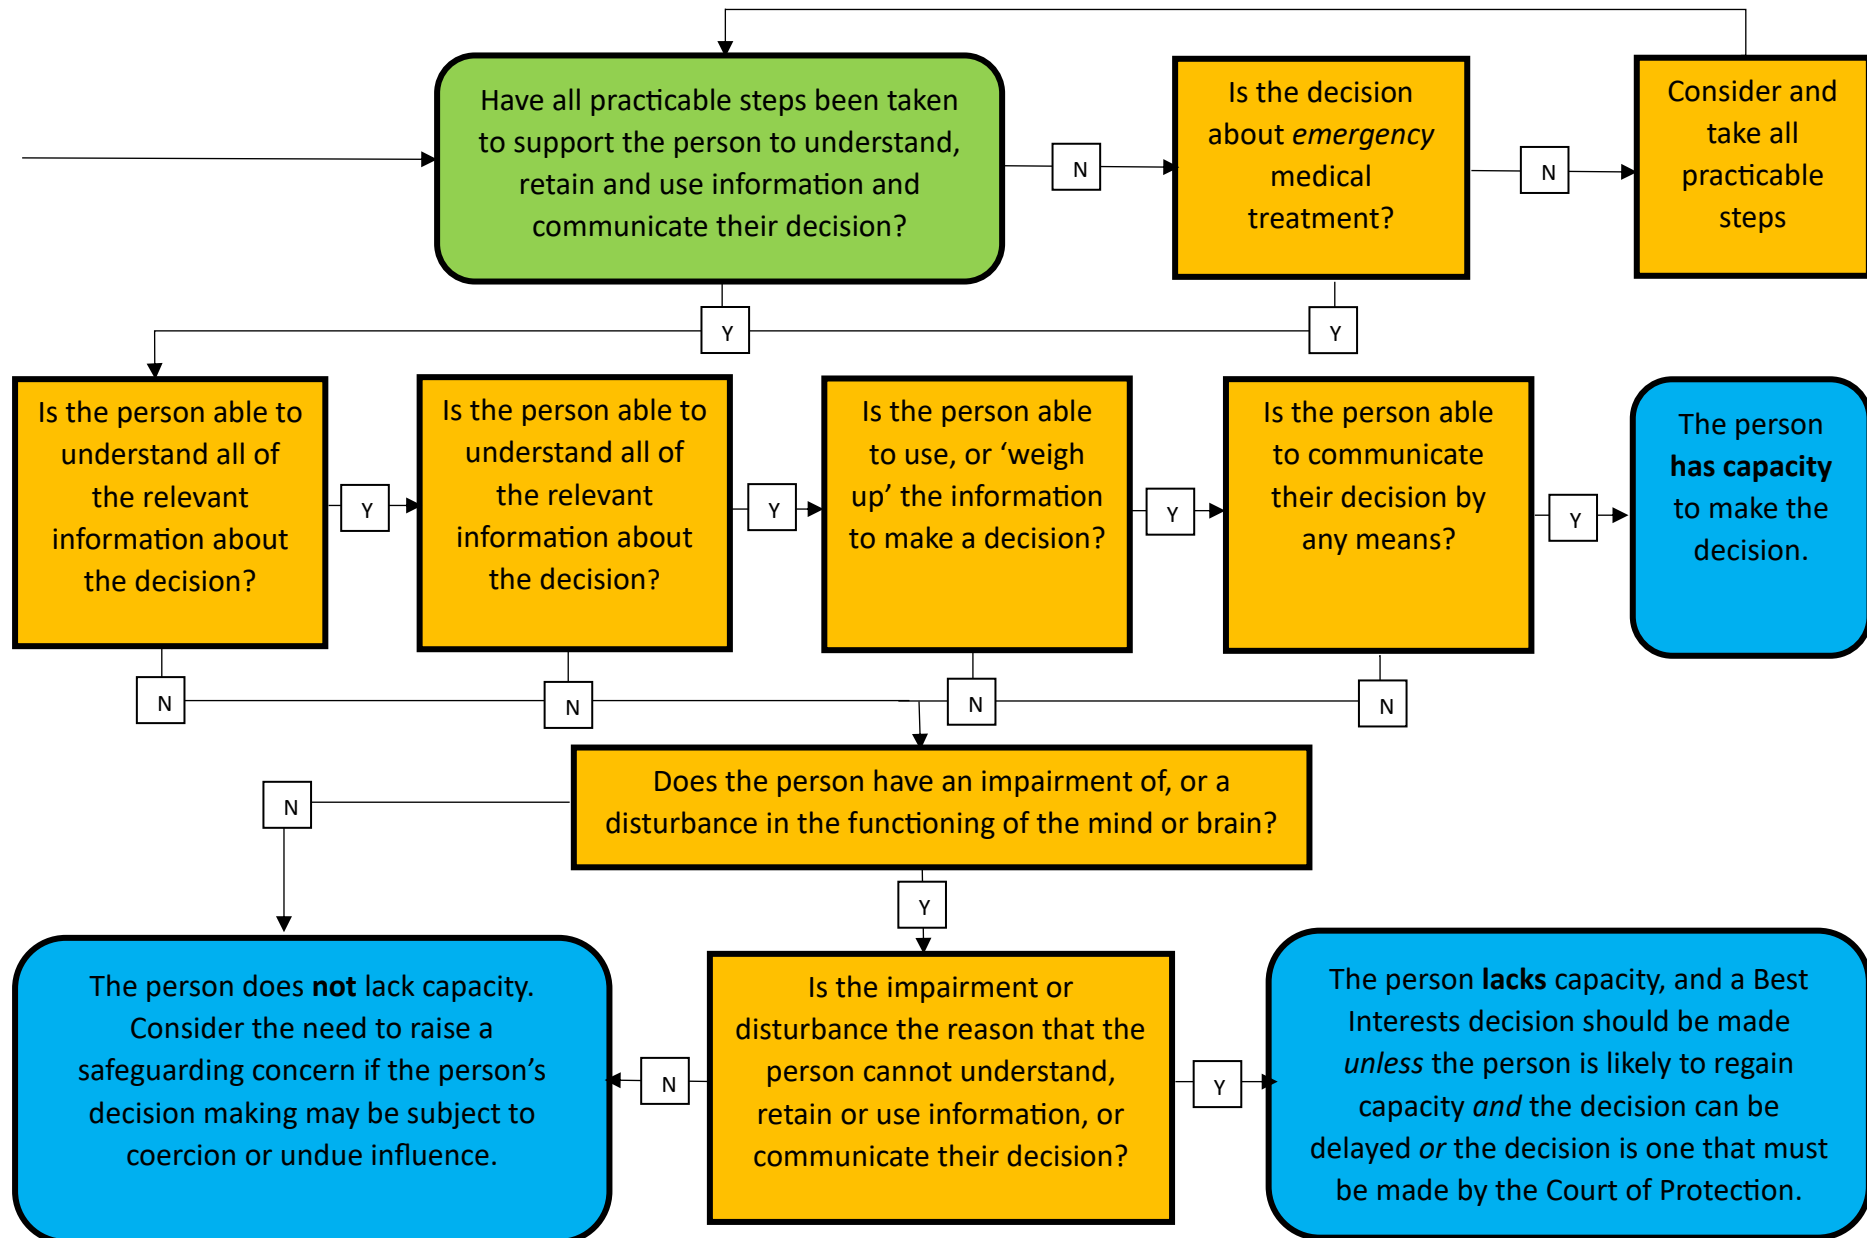 Have all practicable steps been taken
to support the person to understand,
retain and use information and
communicate their decision?
N
Is the decision
about emergency
medical
treatment?
N
Consider and
take all
practicable
steps
Y
Y
Is the person able to
understand all of
the relevant
information about
the decision?
Y
Is the person able to
understand all of
the relevant
information about
the decision?
Y
Is the person able
to use, or ‘weigh
up’ the information
to make a decision?
Y
Is the person able
to communicate
their decision by
any means?
Y
The person
has capacity
to make the
decision.
N
N
N
N
Does the person have an impairment of, or a
disturbance in the functioning of the mind or brain?
N
Y
The person does not lack capacity.
Consider the need to raise a
safeguarding concern if the person’s
decision making may be subject to
coercion or undue influence.
N
Is the impairment or
disturbance the reason that the
person cannot understand,
retain or use information, or
communicate their decision?
Y
The person lacks capacity, and a Best
Interests decision should be made
unless the person is likely to regain
capacity and the decision can be
delayed or the decision is one that must
be made by the Court of Protection.